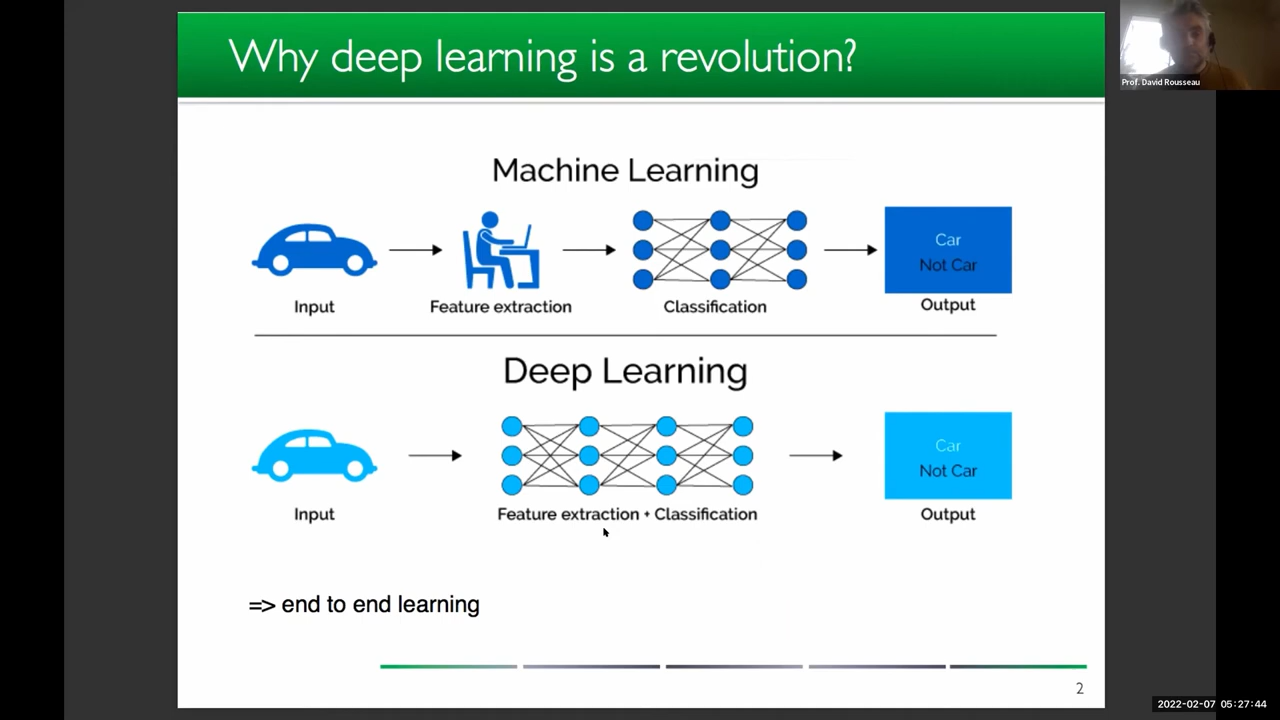 Why deep learning is a revolution?
Prof. David Rousseau
Machine Learning
Input
Feature extraction
Classification
Car
Not Car
Output
Deep Learning
Input
Feature extraction + Classification
Car
Not Car
Output
=> end to end learning
2
2022-02-07 05:27:44